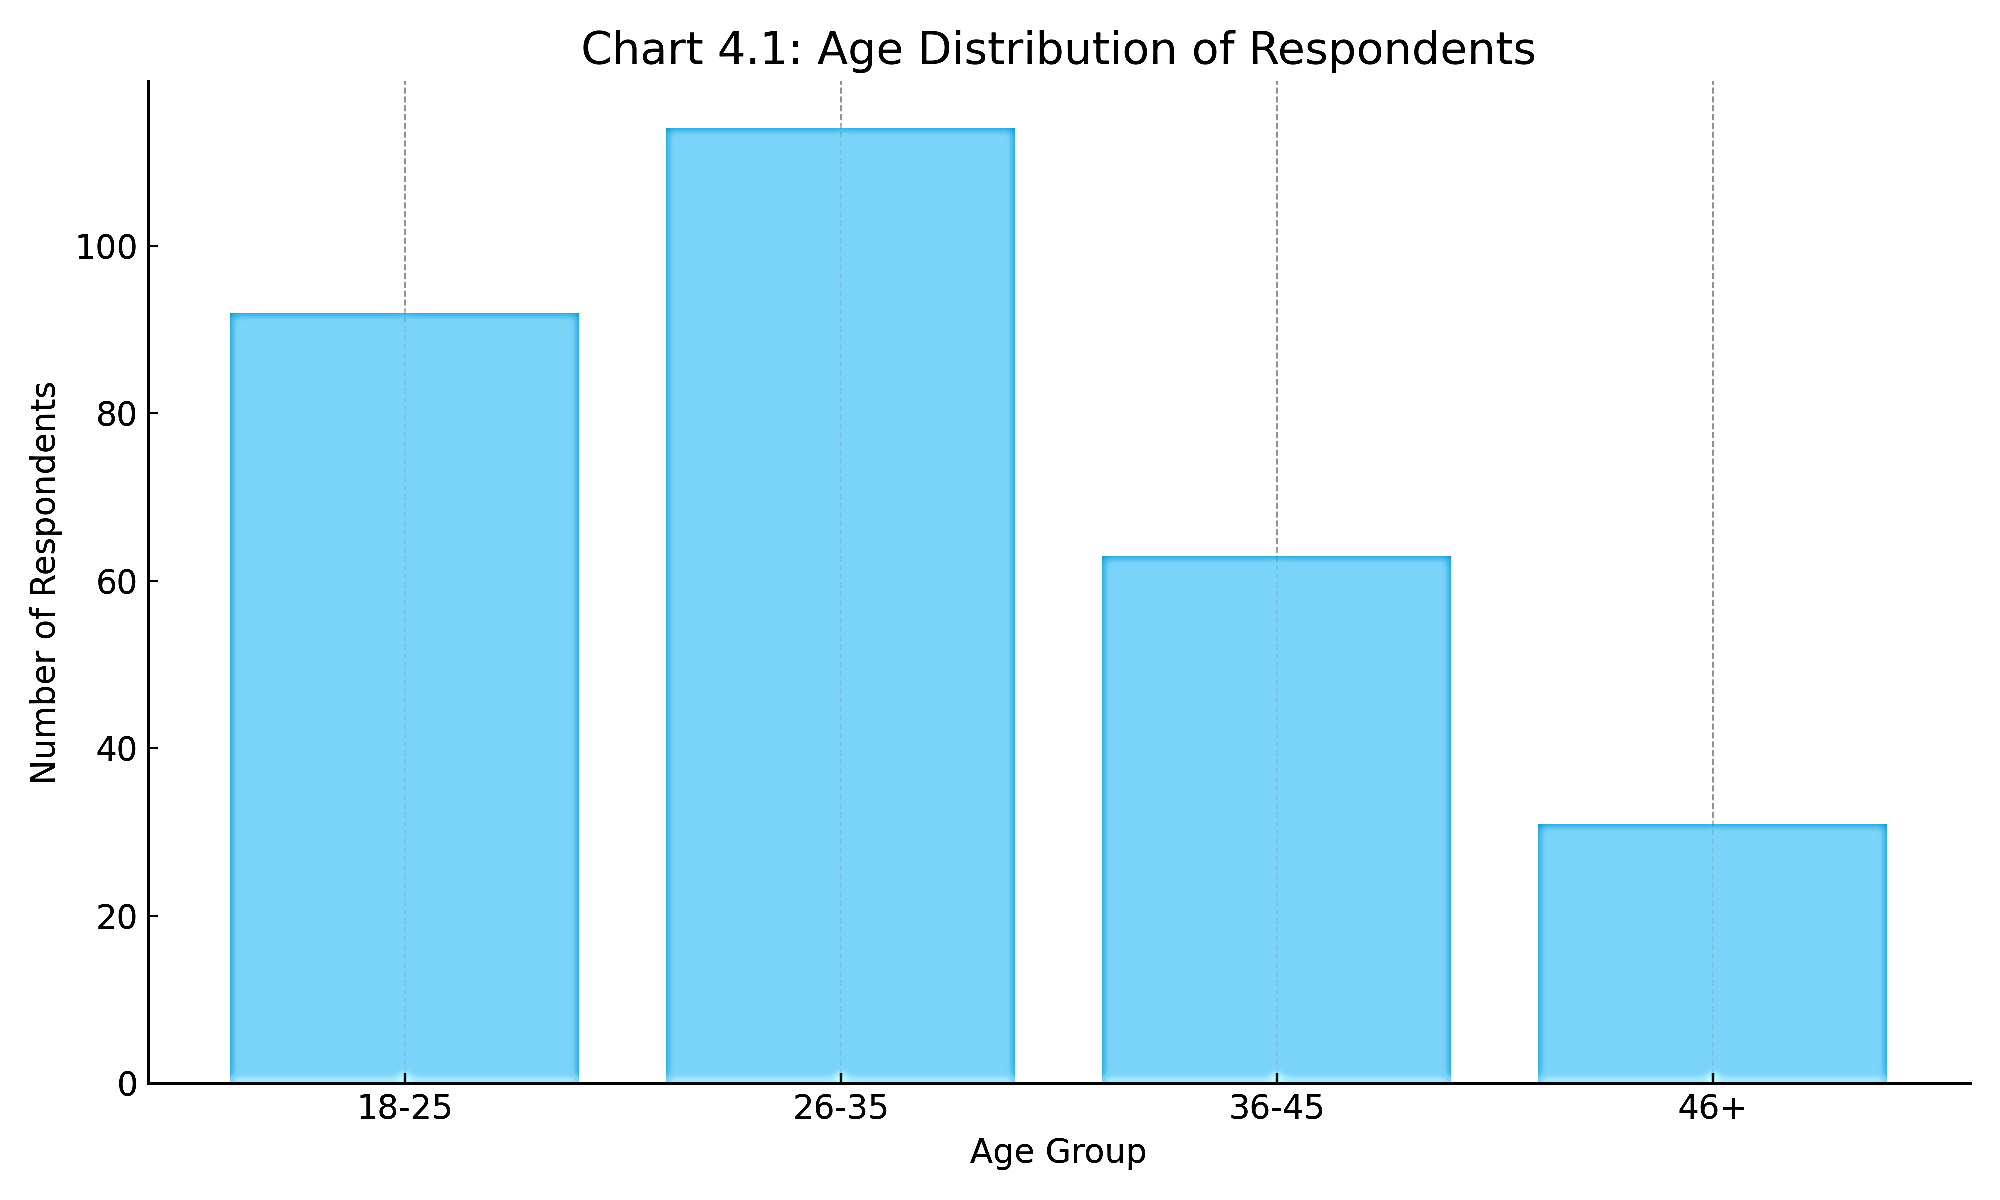 Chart 4.1: Age Distribution of Respondents
Number of Respondents
100
80
60
40
20
0
18-25 26-35 36-45 46+
Age Group